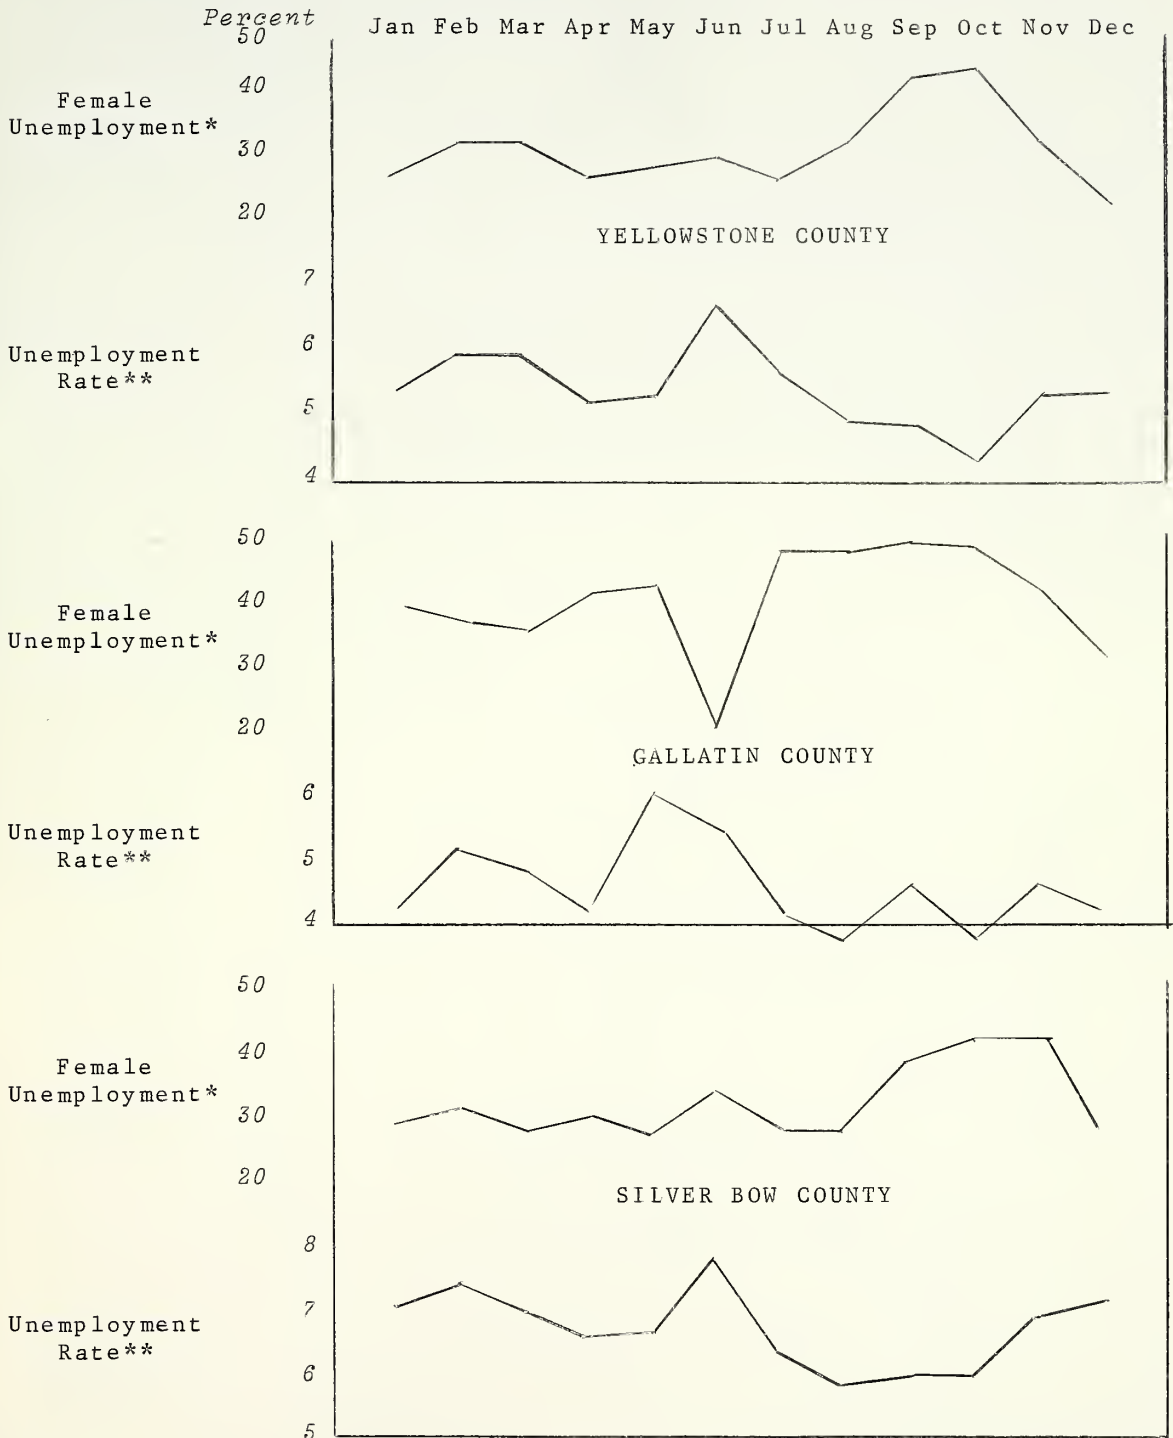 Percent
Jan Feb Mar Apr May Jun Jul Aug Sep Oct Nov Dec
50
40
Female
Unemployment*
30
20
YELLOWSTONE COUNTY
7
6
Unemployment
Rate**
5
4
50
40
Female
Unemployment*
30
20
GALLATIN COUNTY
6
Unemployment
5
Rate**
4
50
40
Female
Unemployment*
30
20
SILVER BOW COUNTY
8
7
Unemployment
Rate**
6
5